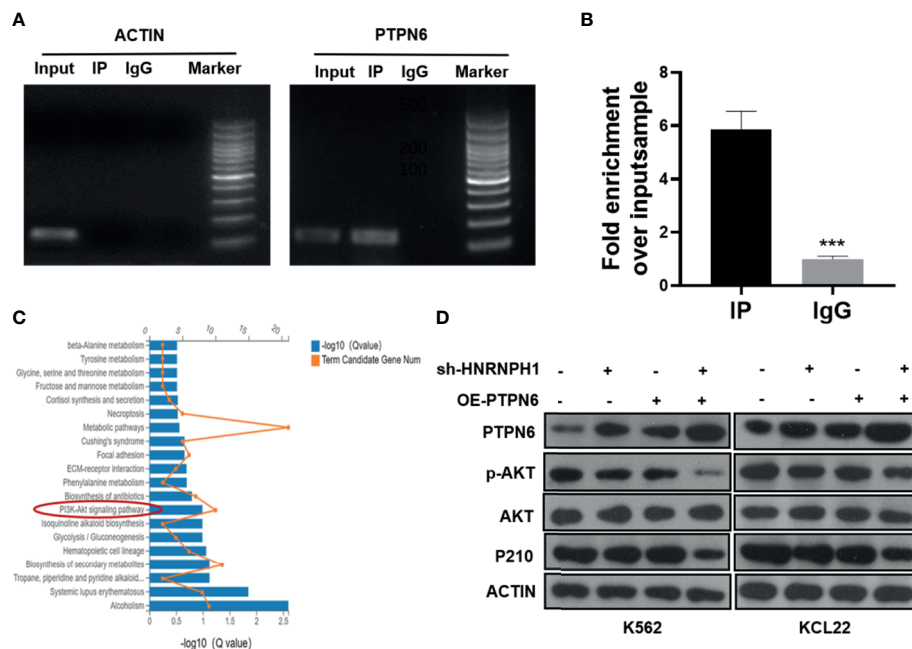 A
ACTIN
Input IP IgG Marker
PTPN6
Input IP IgG Marker
500
200
100
B
Fold enrichment
over inputsample
8
6
4
2
0
***
IP IgG
C
0 5 10 15 20
-log10 (Qvalue)
Term Candidate Gene Num
beta-Alanine metabolism
Tyrosine metabolism
Glycine, serine and threonine metabolism
Fructose and mannose metabolism
Cortisol synthesis and secretion
Necroptosis
Metabolic pathways
Cushing's syndrome
Focal adhesion
ECM-receptor interaction
Phenylalanine metabolism
Biosynthesis of antibiotics
PI3K-Akt signaling pathway
Isoquinoline alkaloid biosynthesis
Glycolysis / Gluconeogenesis
Hematopoietic cell lineage
Biosynthesis of secondary metabolites
Tropane, piperidine and pyridine alkaloid...
Systemic lupus erythematosus
Alcoholism
0 0.5 1 1.5 2 2.5
-log10 (Q value)
D
sh-HNRNPH1 - + - + - + - +
OE-PTPN6 - - + + - - + +
PTPN6
p-AKT
AKT
P210
ACTIN
K562 KCL22